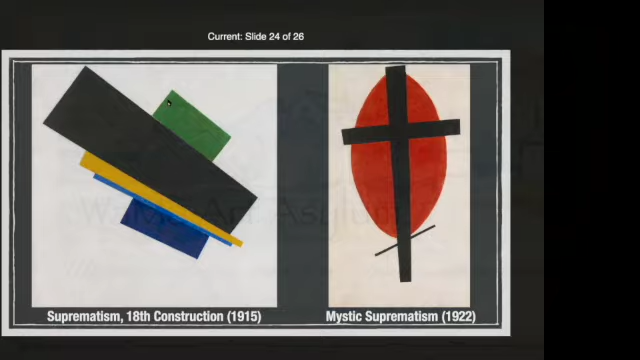 Current: Slide 24 of 26
Suprematism, 18th Construction (1915)
Mystic Suprematism (1922)